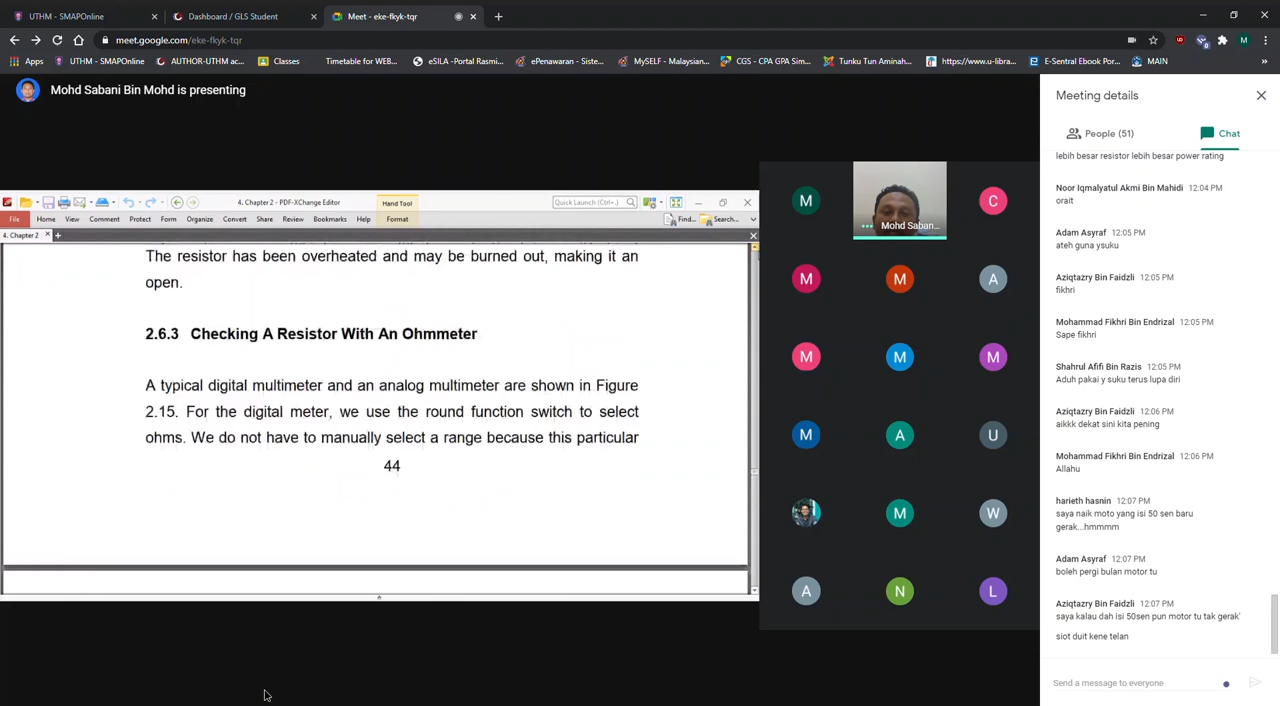 UTHM - SMAPOnline
Dashboard / GLS Student
Meet - eke-fkyk-tqr
meet.google.com/eke-fkyk-tqr
M
Apps
UTHM - SMAPOnline
AUTHOR-UTHM ac...
Classes
Timetable for WEB...
eSILA -Portal Rasmi...
ePenawaran - Siste...
MySELF - Malaysian...
CGS - CPA GPA Sim...
Tunku Tun Aminah...
https://www.u-libra...
E-Sentral Ebook Por...
MAIN
Mohd Sabani Bin Mohd is presenting
4. Chapter 2 - PDF-XChange Editor
Hand Tool
Quick Launch (Ctrl+.)
File
Home
View
Comment
Protect
Form
Organize
Convert
Share
Review
Bookmarks
Help
Format
Find...
Search...
4. Chapter 2
The resistor has been overheated and may be burned out, making it an
open.
2.6.3 Checking A Resistor With An Ohmmeter
A typical digital multimeter and an analog multimeter are shown in Figure
2.15. For the digital meter, we use the round function switch to select
ohms. We do not have to manually select a range because this particular
44
M
Mohd Saban...
C
M
M
A
M
M
M
M
A
U
M
W
A
N
L
Meeting details
People (51)
Chat
lebih besar resistor lebih besar power rating
Noor Iqmalyatul Akmi Bin Mahidi 12:04 PM
orait
Adam Asyraf 12:05 PM
ateh guna ysuku
Aziqtazry Bin Faidzli 12:05 PM
fikhri
Mohammad Fikhri Bin Endrizal 12:05 PM
Sape fikhri
Shahrul Afifi Bin Razis 12:05 PM
Aduh pakai y suku terus lupa diri
Aziqtazry Bin Faidzli 12:06 PM
aikkk dekat sini kita pening
Mohammad Fikhri Bin Endrizal 12:06 PM
Allahu
harieth hasnin 12:07 PM
saya naik moto yang isi 50 sen baru
gerak...hmmmm
Adam Asyraf 12:07 PM
boleh pergi bulan motor tu
Aziqtazry Bin Faidzli 12:07 PM
saya kalau dah isi 50sen pun motor tu tak gerak'
siot duit kene telan
Send a message to everyone